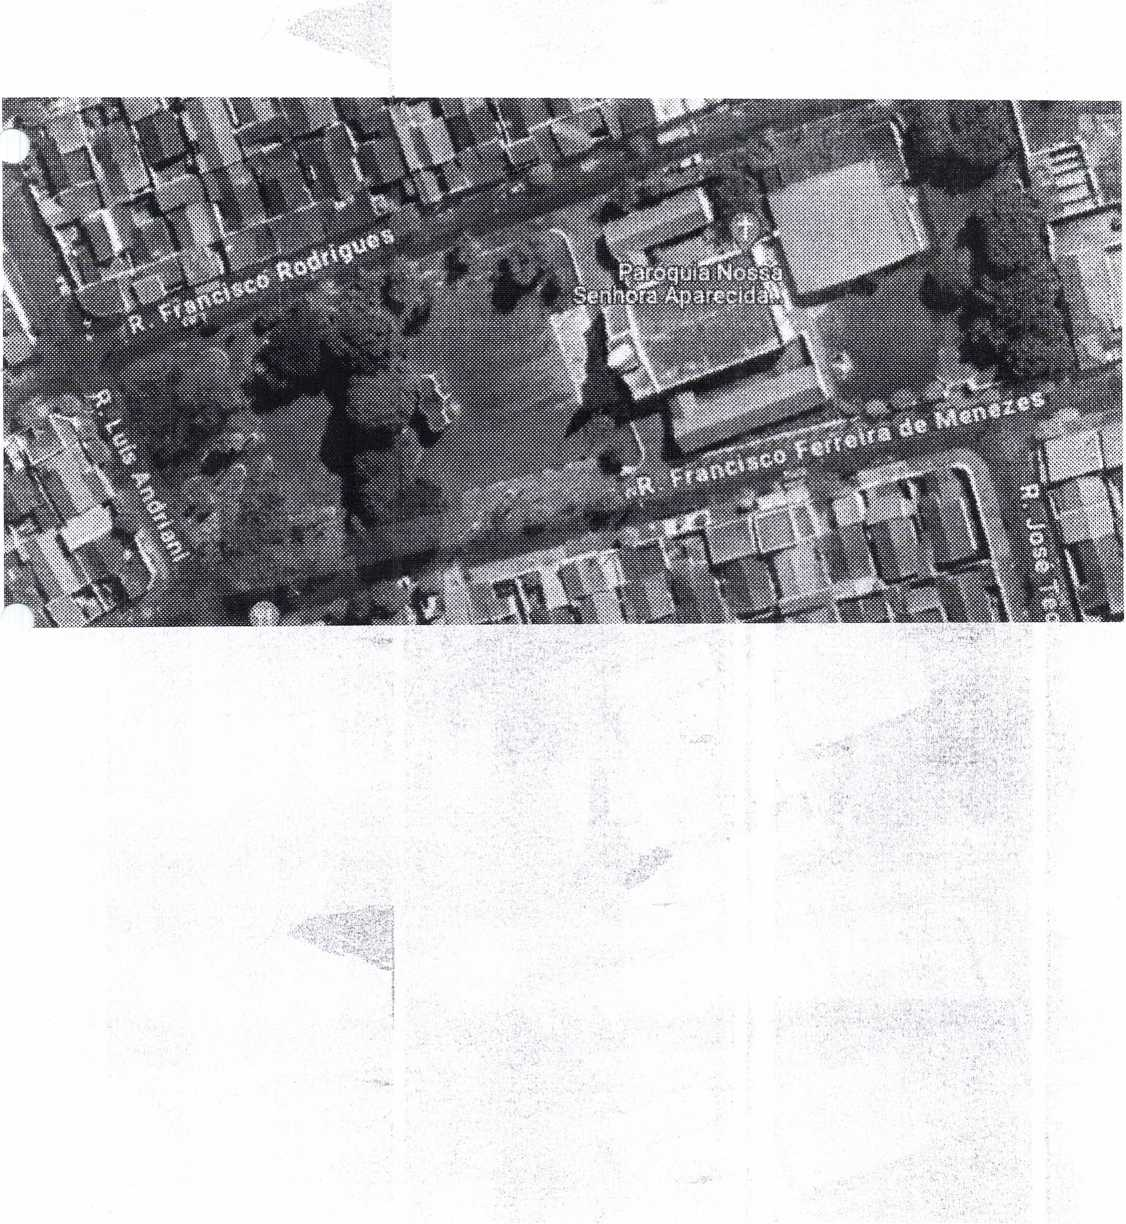 R. Francisco Rodrigues
Paróquia Nossa
Senhora Aparecida
R. Luís Andriani
R. Francisco Ferreira de Menezes
R. José